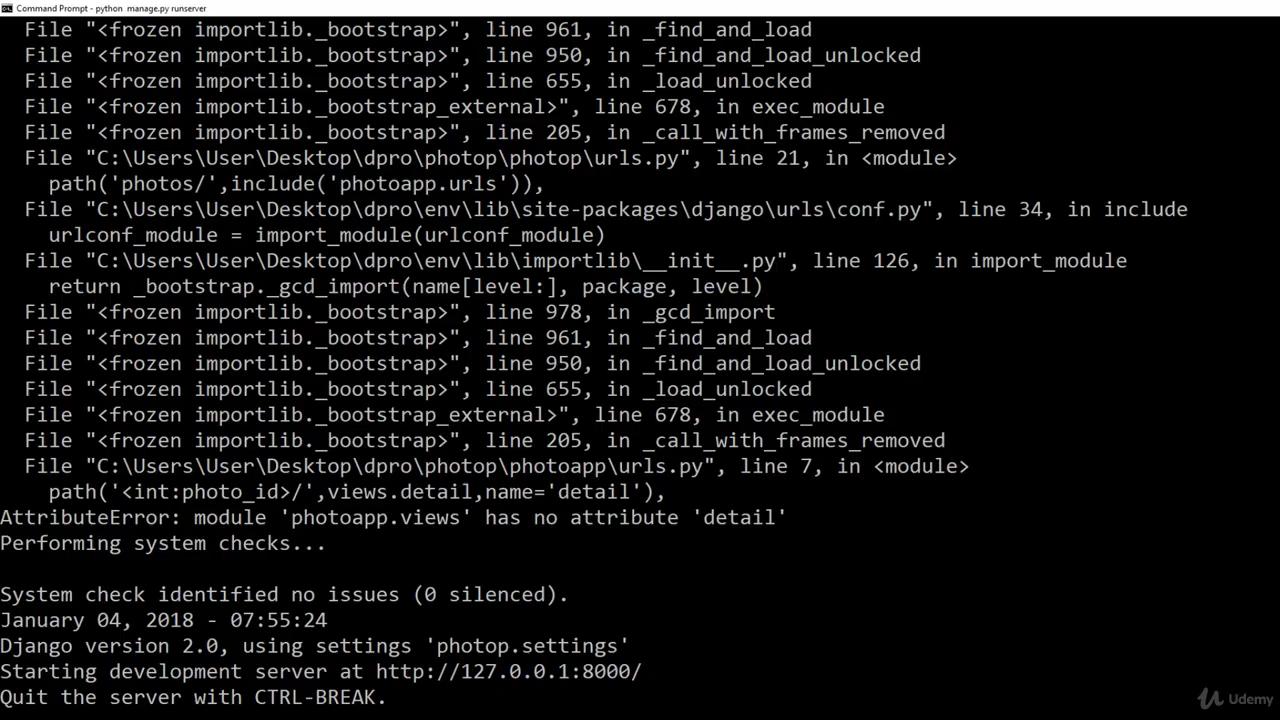 Command Prompt - python  manage.py runserver
  File "<frozen importlib._bootstrap>", line 961, in _find_and_load
  File "<frozen importlib._bootstrap>", line 950, in _find_and_load_unlocked
  File "<frozen importlib._bootstrap>", line 655, in _load_unlocked
  File "<frozen importlib._bootstrap_external>", line 678, in exec_module
  File "<frozen importlib._bootstrap>", line 205, in _call_with_frames_removed
  File "C:\Users\User\Desktop\dpro\photop\photop\urls.py", line 21, in <module>
    path('photos/',include('photoapp.urls')),
  File "C:\Users\User\Desktop\dpro\env\lib\site-packages\django\urls\conf.py", line 34, in include
    urlconf_module = import_module(urlconf_module)
  File "C:\Users\User\Desktop\dpro\env\lib\importlib\__init__.py", line 126, in import_module
    return _bootstrap._gcd_import(name[level:], package, level)
  File "<frozen importlib._bootstrap>", line 978, in _gcd_import
  File "<frozen importlib._bootstrap>", line 961, in _find_and_load
  File "<frozen importlib._bootstrap>", line 950, in _find_and_load_unlocked
  File "<frozen importlib._bootstrap>", line 655, in _load_unlocked
  File "<frozen importlib._bootstrap_external>", line 678, in exec_module
  File "<frozen importlib._bootstrap>", line 205, in _call_with_frames_removed
  File "C:\Users\User\Desktop\dpro\photop\photoapp\urls.py", line 7, in <module>
    path('<int:photo_id>/',views.detail,name='detail'),
AttributeError: module 'photoapp.views' has no attribute 'detail'
Performing system checks...
System check identified no issues (0 silenced).
January 04, 2018 - 07:55:24
Django version 2.0, using settings 'photop.settings'
Starting development server at http://127.0.0.1:8000/
Quit the server with CTRL-BREAK.
Udemy